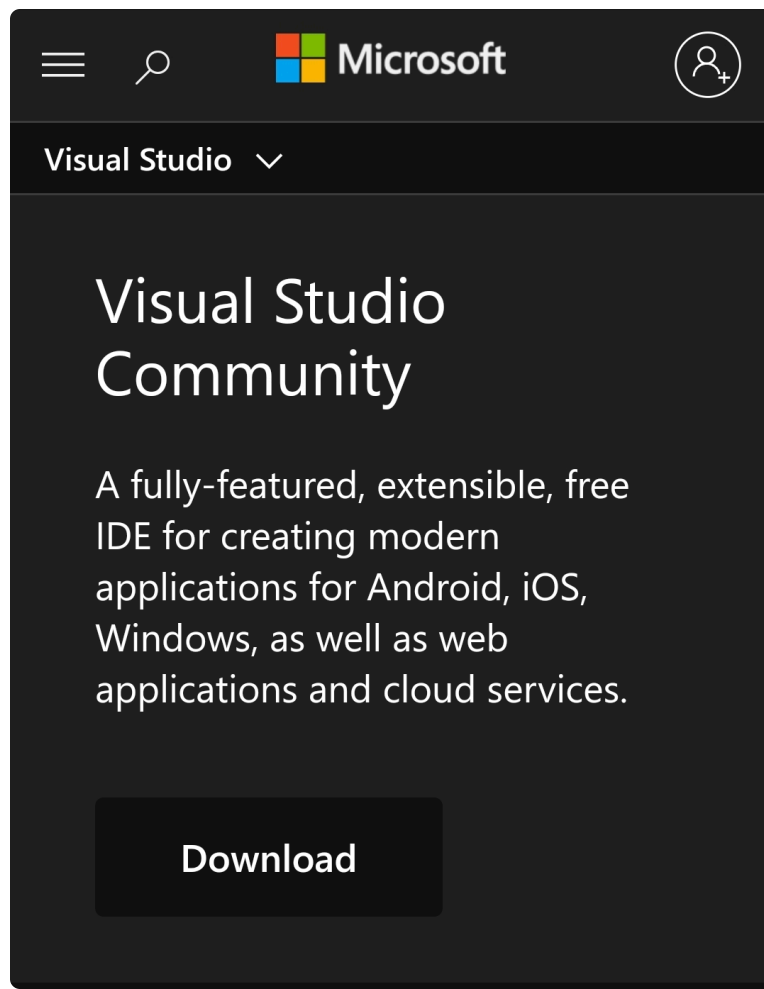 Microsoft
Visual Studio
Visual Studio
Community
A fully-featured, extensible, free
IDE for creating modern
applications for Android, iOS,
Windows, as well as web
applications and cloud services.
Download